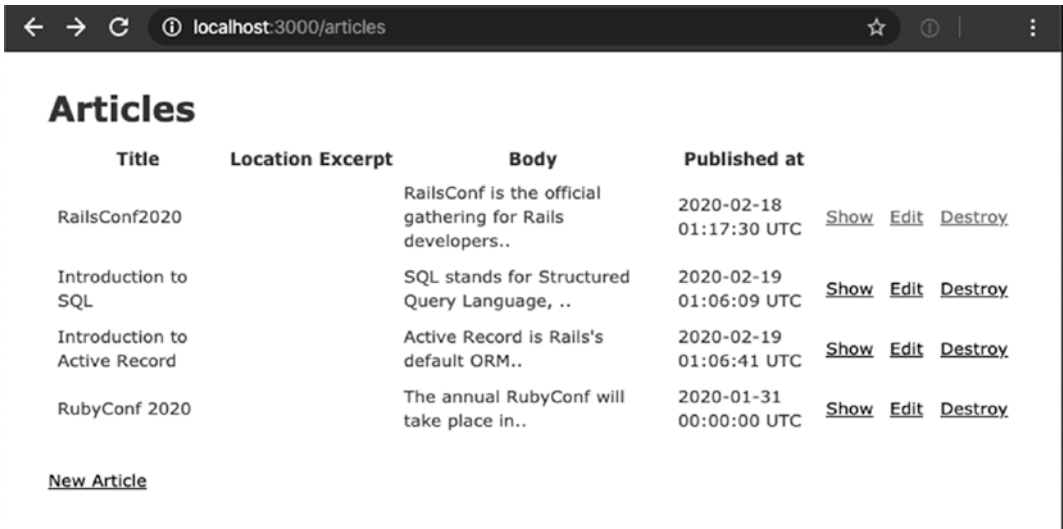 localhost:3000/articles
Articles
Title Location Excerpt Body Published at
RailsConf2020
RailsConf is the official
gathering for Rails
developers..
2020-02-18
01:17:30 UTC
Show Edit Destroy
Introduction to
SQL
SQL stands for Structured
Query Language, ..
2020-02-19
01:06:09 UTC
Show Edit Destroy
Introduction to
Active Record
Active Record is Rails's
default ORM..
2020-02-19
01:06:41 UTC
Show Edit Destroy
RubyConf 2020
The annual RubyConf will
take place in..
2020-01-31
00:00:00 UTC
Show Edit Destroy
New Article